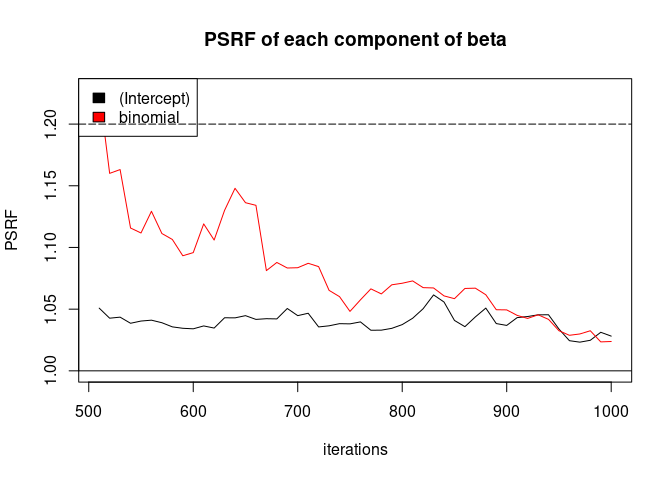 PSRF of each component of beta
(Intercept)
binomial
PSRF
1.20
1.15
1.10
1.05
1.00
500 600 700 800 900 1000
iterations